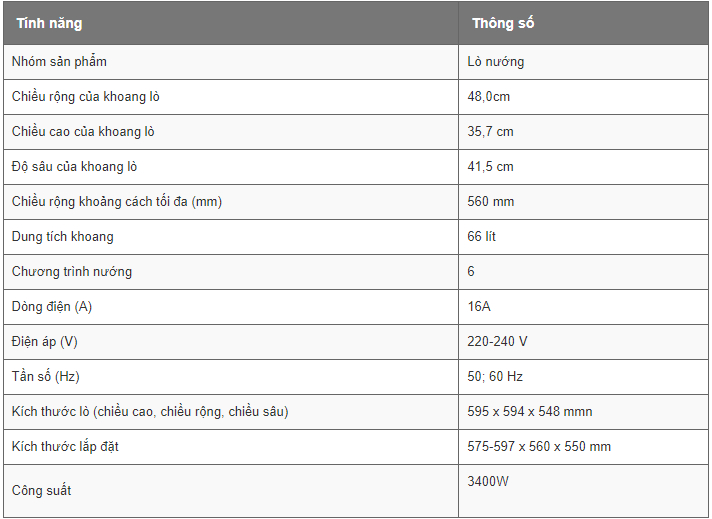 Tính năng Thông số
Nhóm sản phẩm Lò nướng
Chiều rộng của khoang lò 48,0cm
Chiều cao của khoang lò 35,7 cm
Độ sâu của khoang lò 41,5 cm
Chiều rộng khoảng cách tối đa (mm) 560 mm
Dung tích khoang 66 lít
Chương trình nướng 6
Dòng điện (A) 16A
Điện áp (V) 220-240 V
Tần số (Hz) 50; 60 Hz
Kích thước lò (chiều cao, chiều rộng, chiều sâu) 595 x 594 x 548 mmn
Kích thước lắp đặt 575-597 x 560 x 550 mm
Công suất 3400W